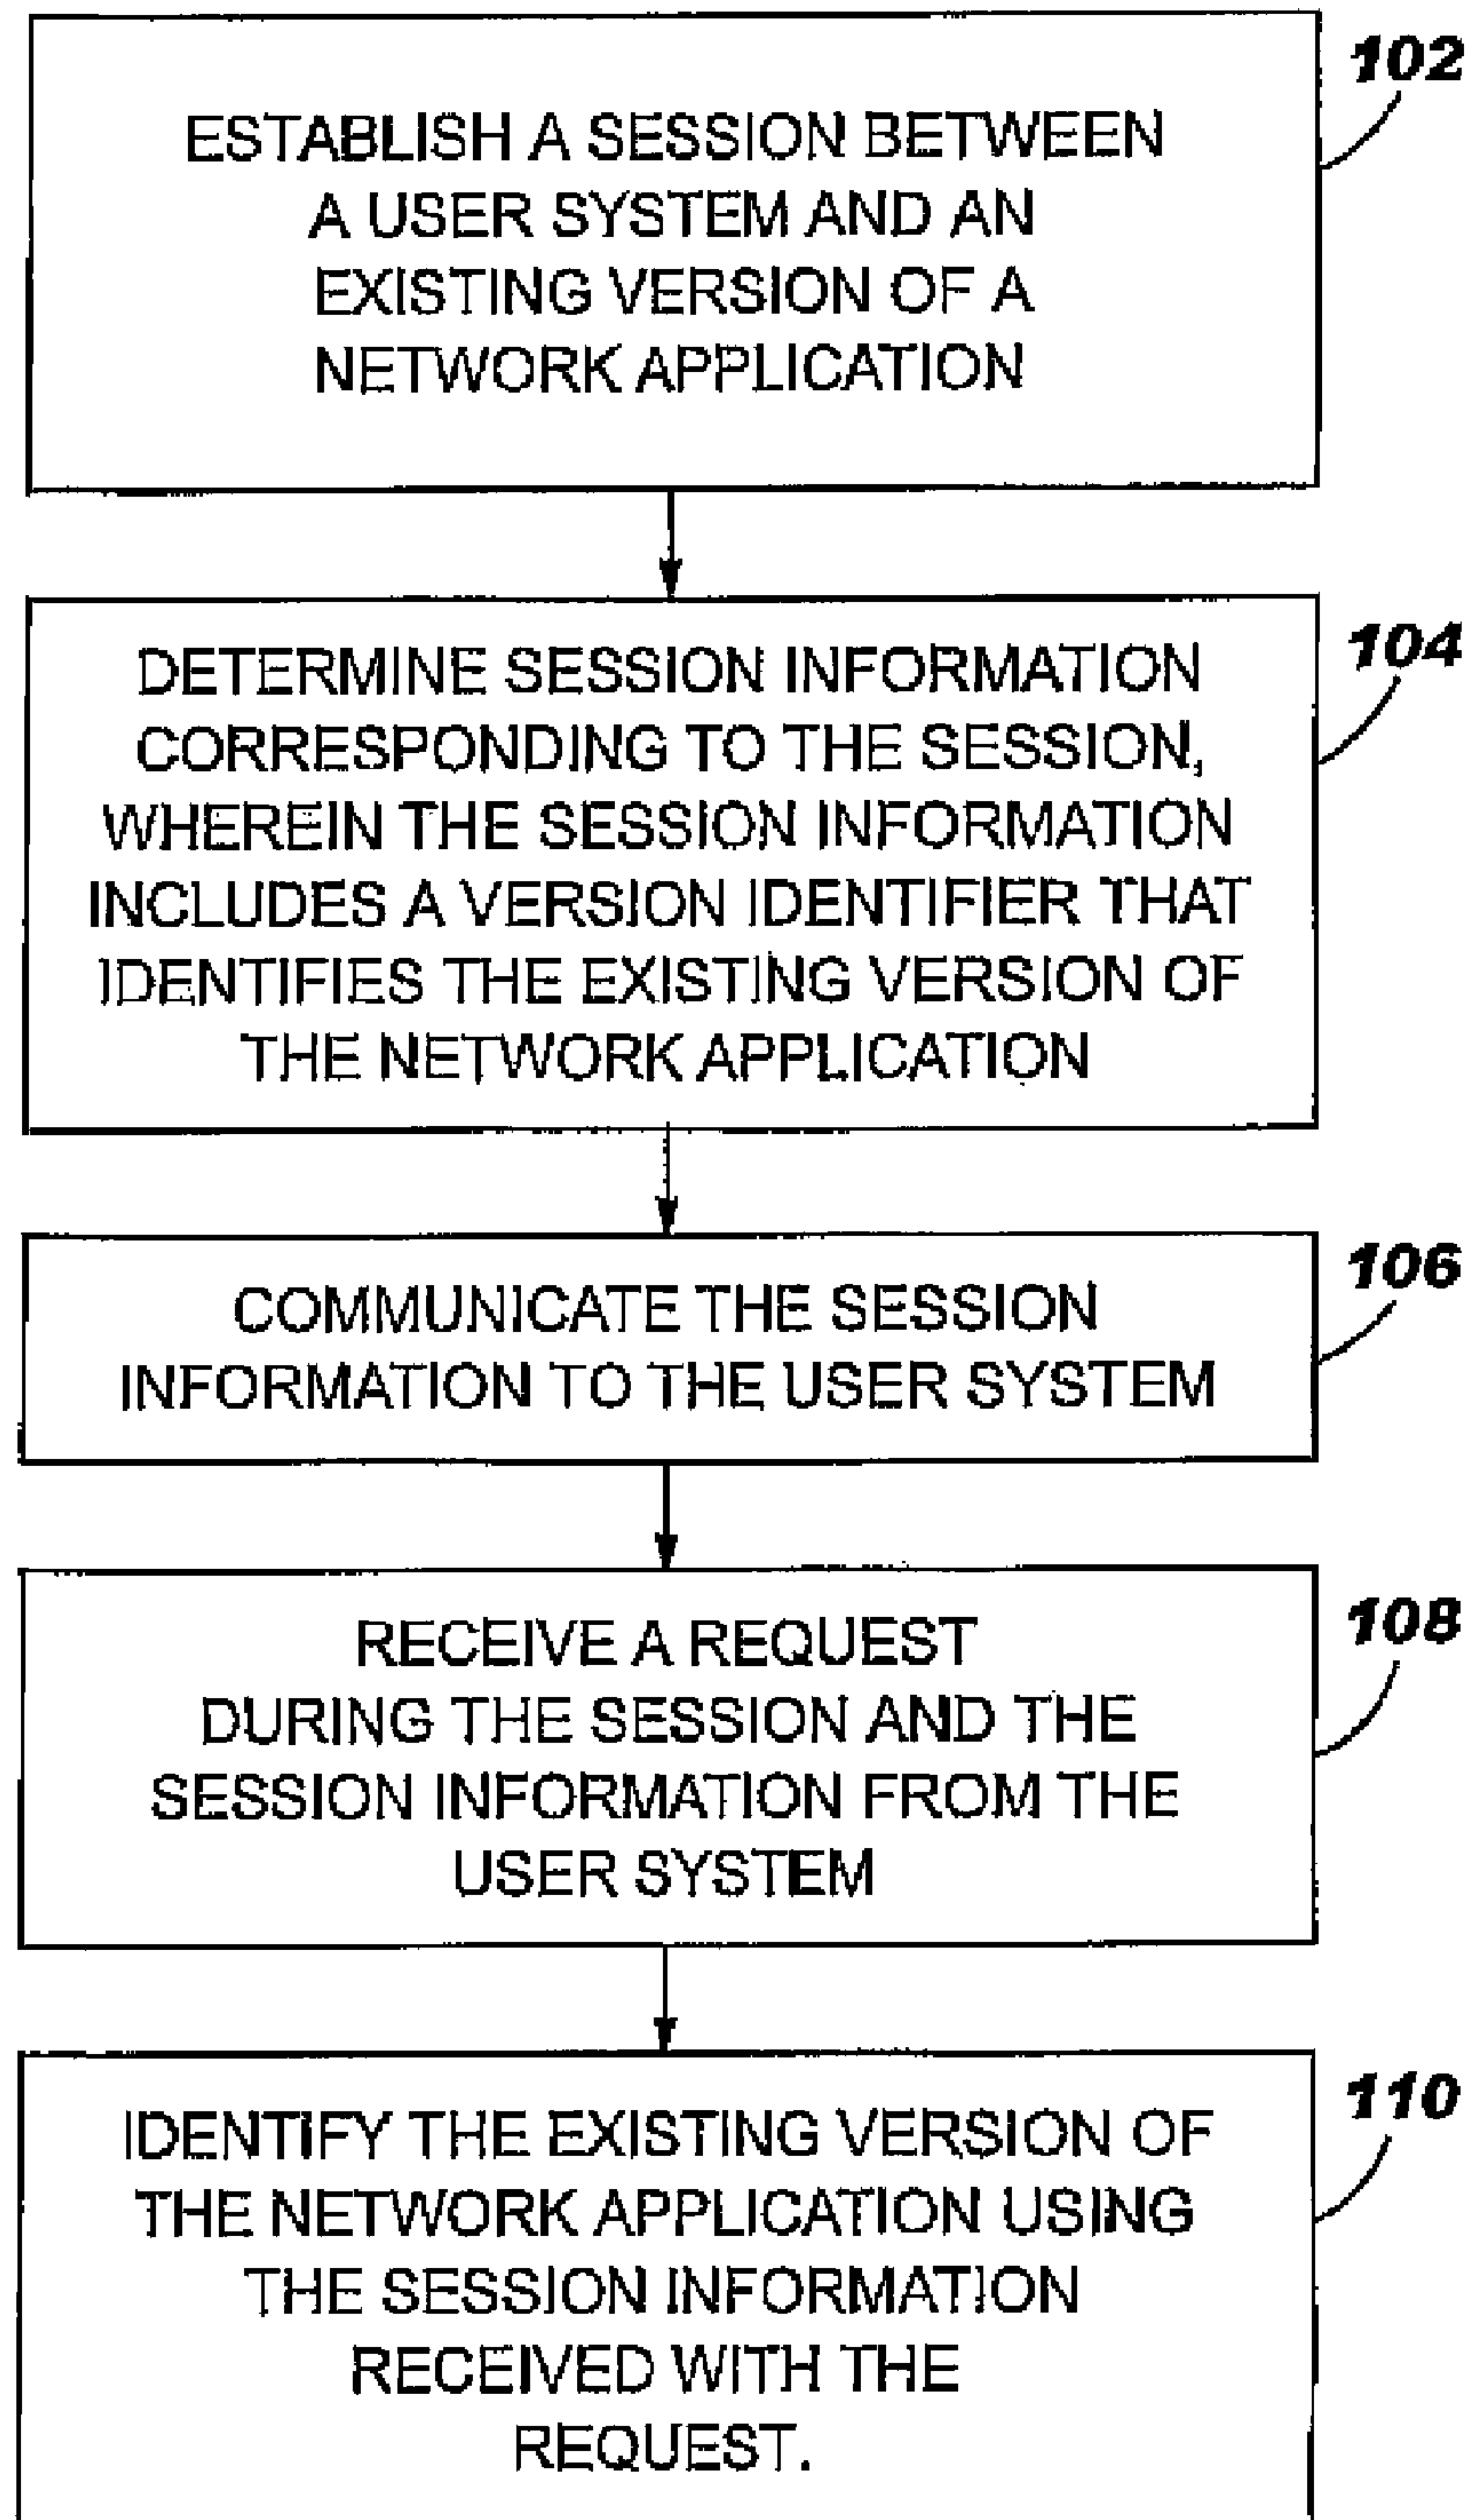 102
ESTABLISH A SESSION BETWEEN
A USER SYSTEM AND AN
EXISTING VERSION OF A
NETWORK APPLICATION
104
DETERMINE SESSION INFORMATION
CORRESPONDING TO THE SESSION,
WHEREIN THE SESSION INFORMATION
INCLUDES A VERSION IDENTIFIER THAT
IDENTIFIES THE EXISTING VERSION OF
THE NETWORK APPLICATION
106
COMMUNICATE THE SESSION
INFORMATION TO THE USER SYSTEM
108
RECEIVE A REQUEST
DURING THE SESSION AND THE
SESSION INFORMATION FROM THE
USER SYSTEM
110
IDENTIFY THE EXISTING VERSION OF
THE NETWORK APPLICATION USING
THE SESSION INFORMATION
RECEIVED WITH THE
REQUEST.